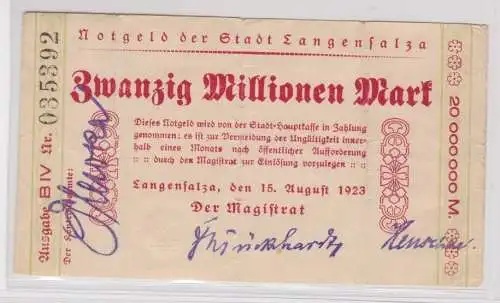 Notgeld der Stadt Langensalza
Zwanzig Millionen Mark
Dieses Notgeld wird von der Stadt-Hauptkasse in Zahlung
genommen; es ist zur Vermeidung der Ungültigkeit inner-
halb eines Monats nach öffentlicher Aufforderung
:: :: durch den Magistrat zur Einlösung vorzulegen :: ::
Langensalza, den 15. August 1923
Der Magistrat
Ausgabe BIV Nr. 035392
20 000 000 M.